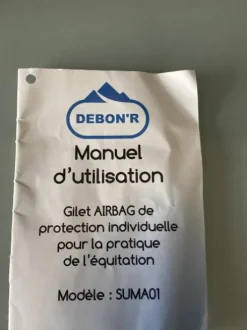 DEBON'R
Manuel
d'utilisation
Gilet AIRBAG de
protection individuelle
pour la pratique
de l'équitation
Modèle : SUMA01